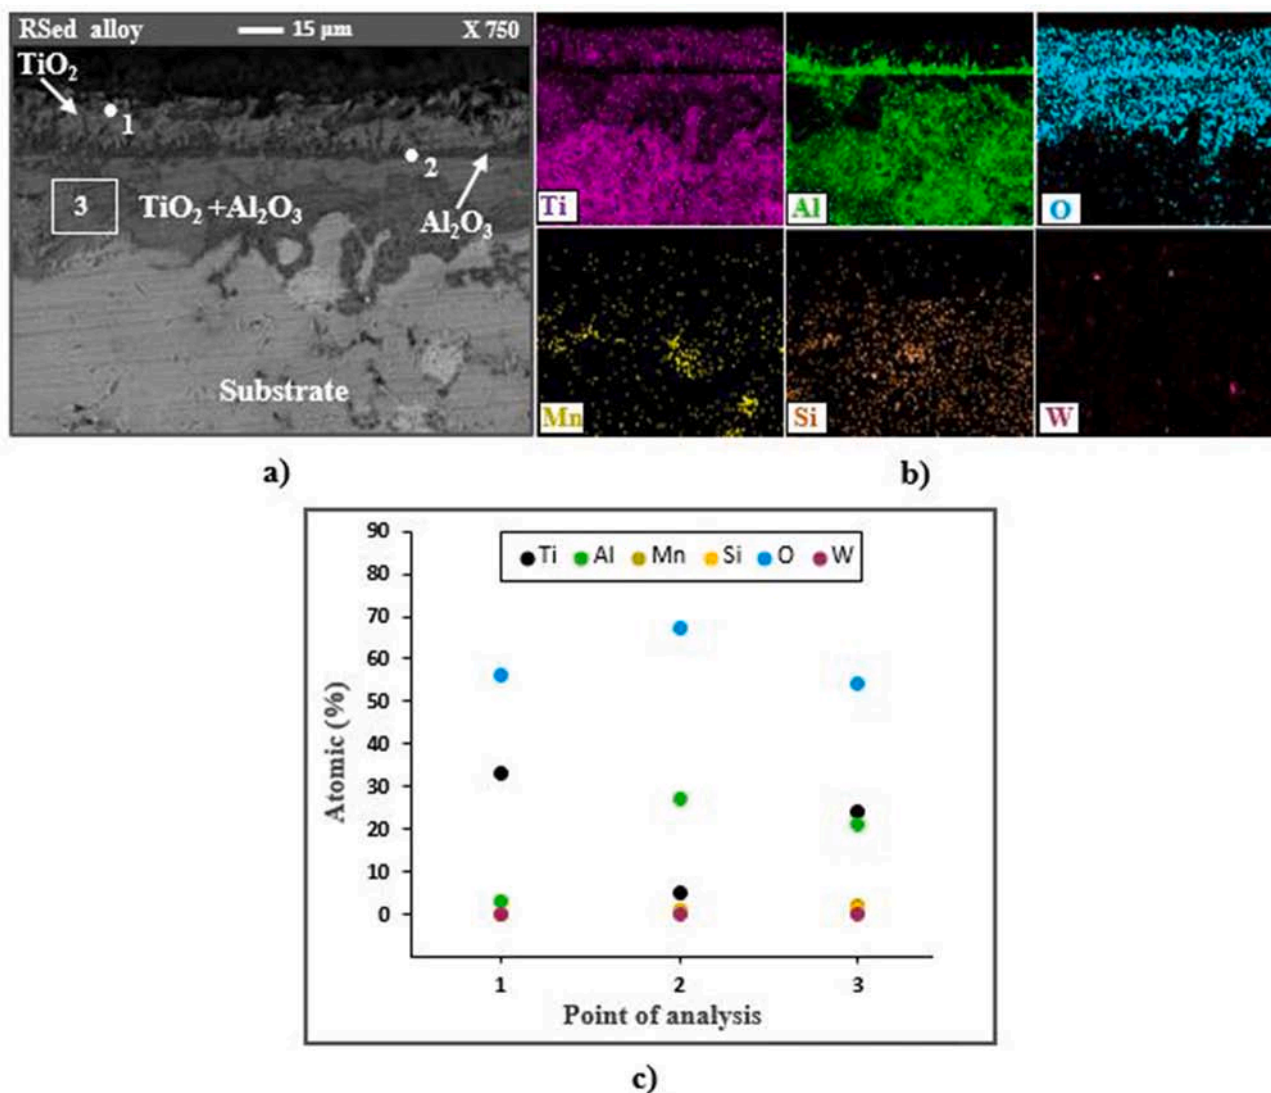 RSed alloy 15 µm X 750
TiO₂
1
2
3
TiO₂ +Al₂O₃
Al₂O₃
Substrate
Ti
Al
O
Mn
Si
W
a)
b)
Ti Al Mn Si O W
90
80
70
60
50
40
30
20
10
0
Atomic (%)
1 2 3
Point of analysis
c)